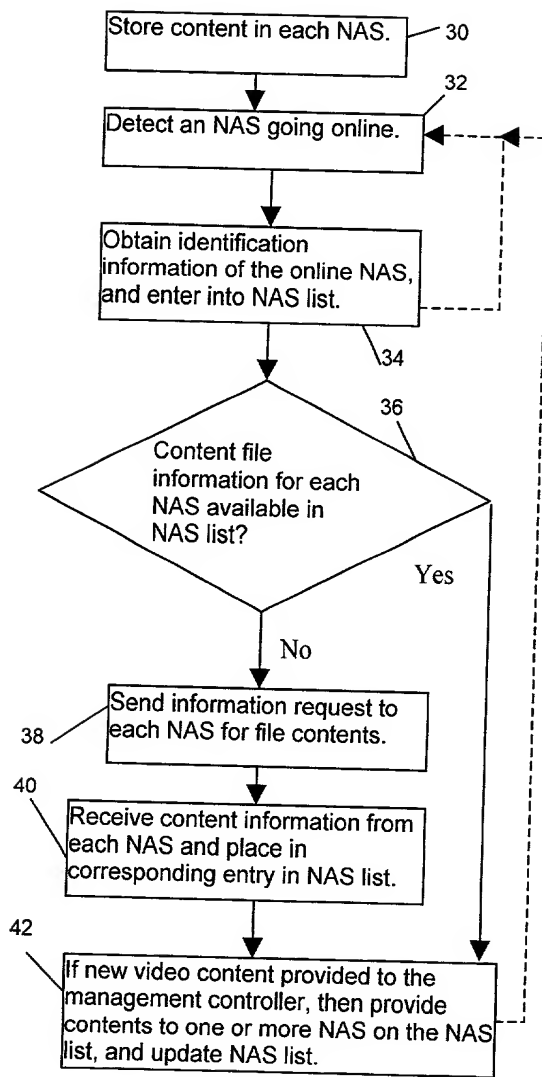 Store content in each NAS.
30
32
Detect an NAS going online.
Obtain identification
information of the online NAS,
and enter into NAS list.
34
36
Content file
information for each
NAS available in
NAS list?
Yes
No
Send information request to
each NAS for file contents.
38
40
Receive content information from
each NAS and place in
corresponding entry in NAS list.
42
If new video content provided to the
management controller, then provide
contents to one or more NAS on the NAS
list, and update NAS list.